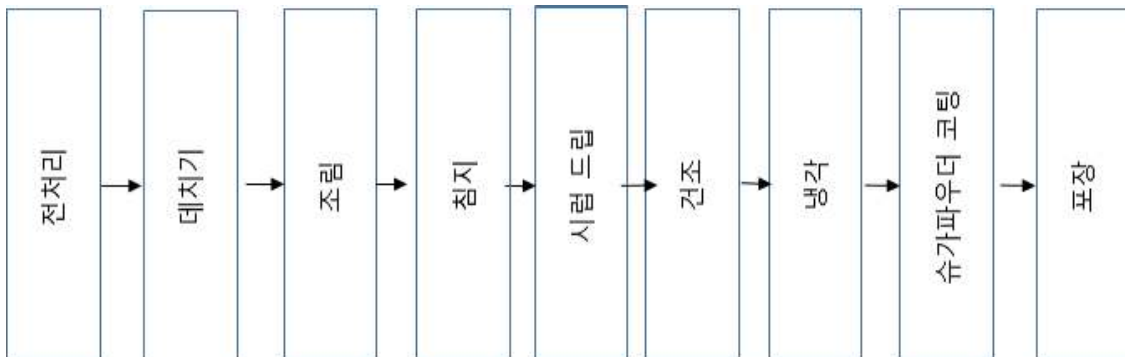 전처리
데치기
조림
침지
시럽 드립
건조
냉각
슈가파우더 코팅
포장